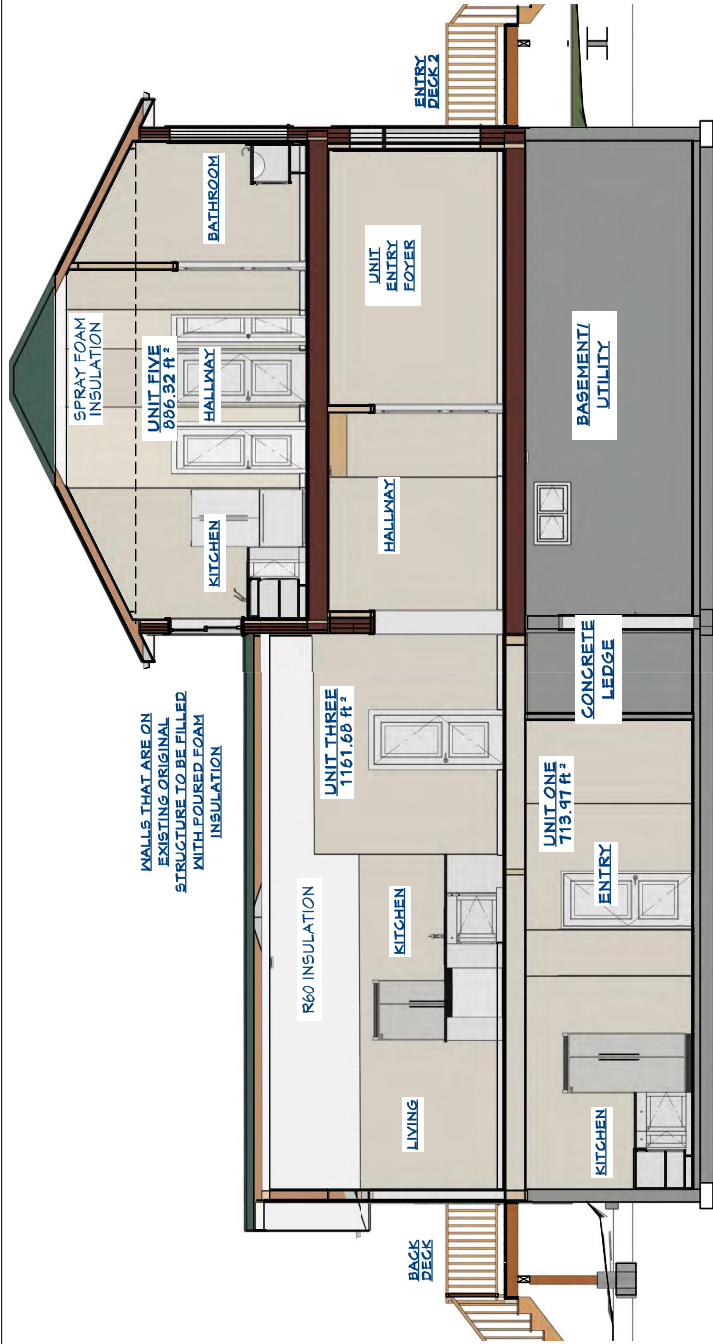 SPRAY FOAM
INSULATION
UNIT FIVE
886.32 ft²
KITCHEN
HALLWAY
BATHROOM
WALLS THAT ARE ON
EXISTING ORIGINAL
STRUCTURE TO BE FILLED
WITH POURED FOAM
INSULATION
R60 INSULATION
UNIT THREE
1161.68 ft²
LIVING
KITCHEN
HALLWAY
UNIT
ENTRY
FOYER
BACK
DECK
ENTRY
DECK 2
UNIT ONE
713.97 ft²
KITCHEN
ENTRY
CONCRETE
LEDGE
BASEMENT/
UTILITY